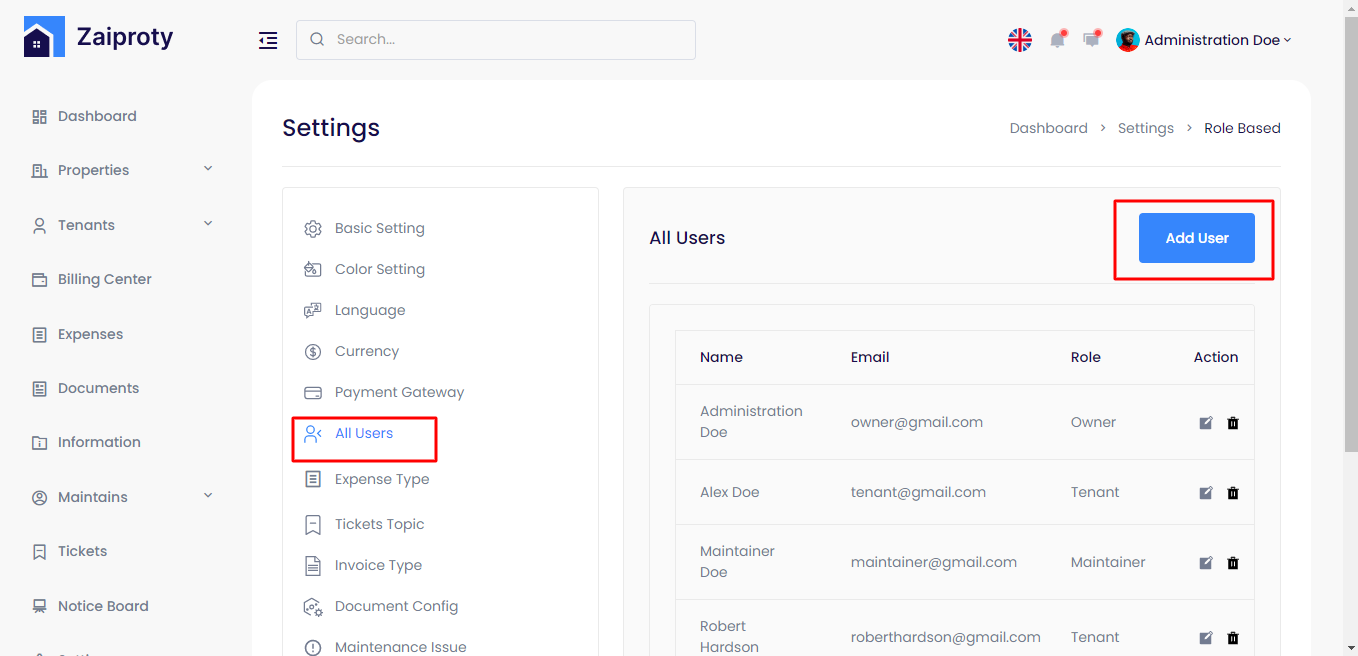 Zaiproty
Search...
Administration Doe
Dashboard
Properties
Tenants
Billing Center
Expenses
Documents
Information
Maintains
Tickets
Notice Board
Settings
Dashboard > Settings > Role Based
Basic Setting
Color Setting
Language
Currency
Payment Gateway
All Users
Expense Type
Tickets Topic
Invoice Type
Document Config
Maintenance Issue
All Users
Add User
Name Email Role Action
Administration
Doe
owner@gmail.com Owner
Alex Doe tenant@gmail.com Tenant
Maintainer
Doe
maintainer@gmail.com Maintainer
Robert
Hardson
roberthardson@gmail.com Tenant